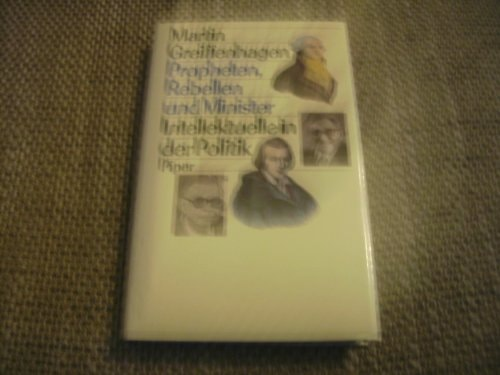 Martin
Greiffenhagen
Propheten,
Rebellen
und Minister
Intellektuelle in
der Politik
Piper